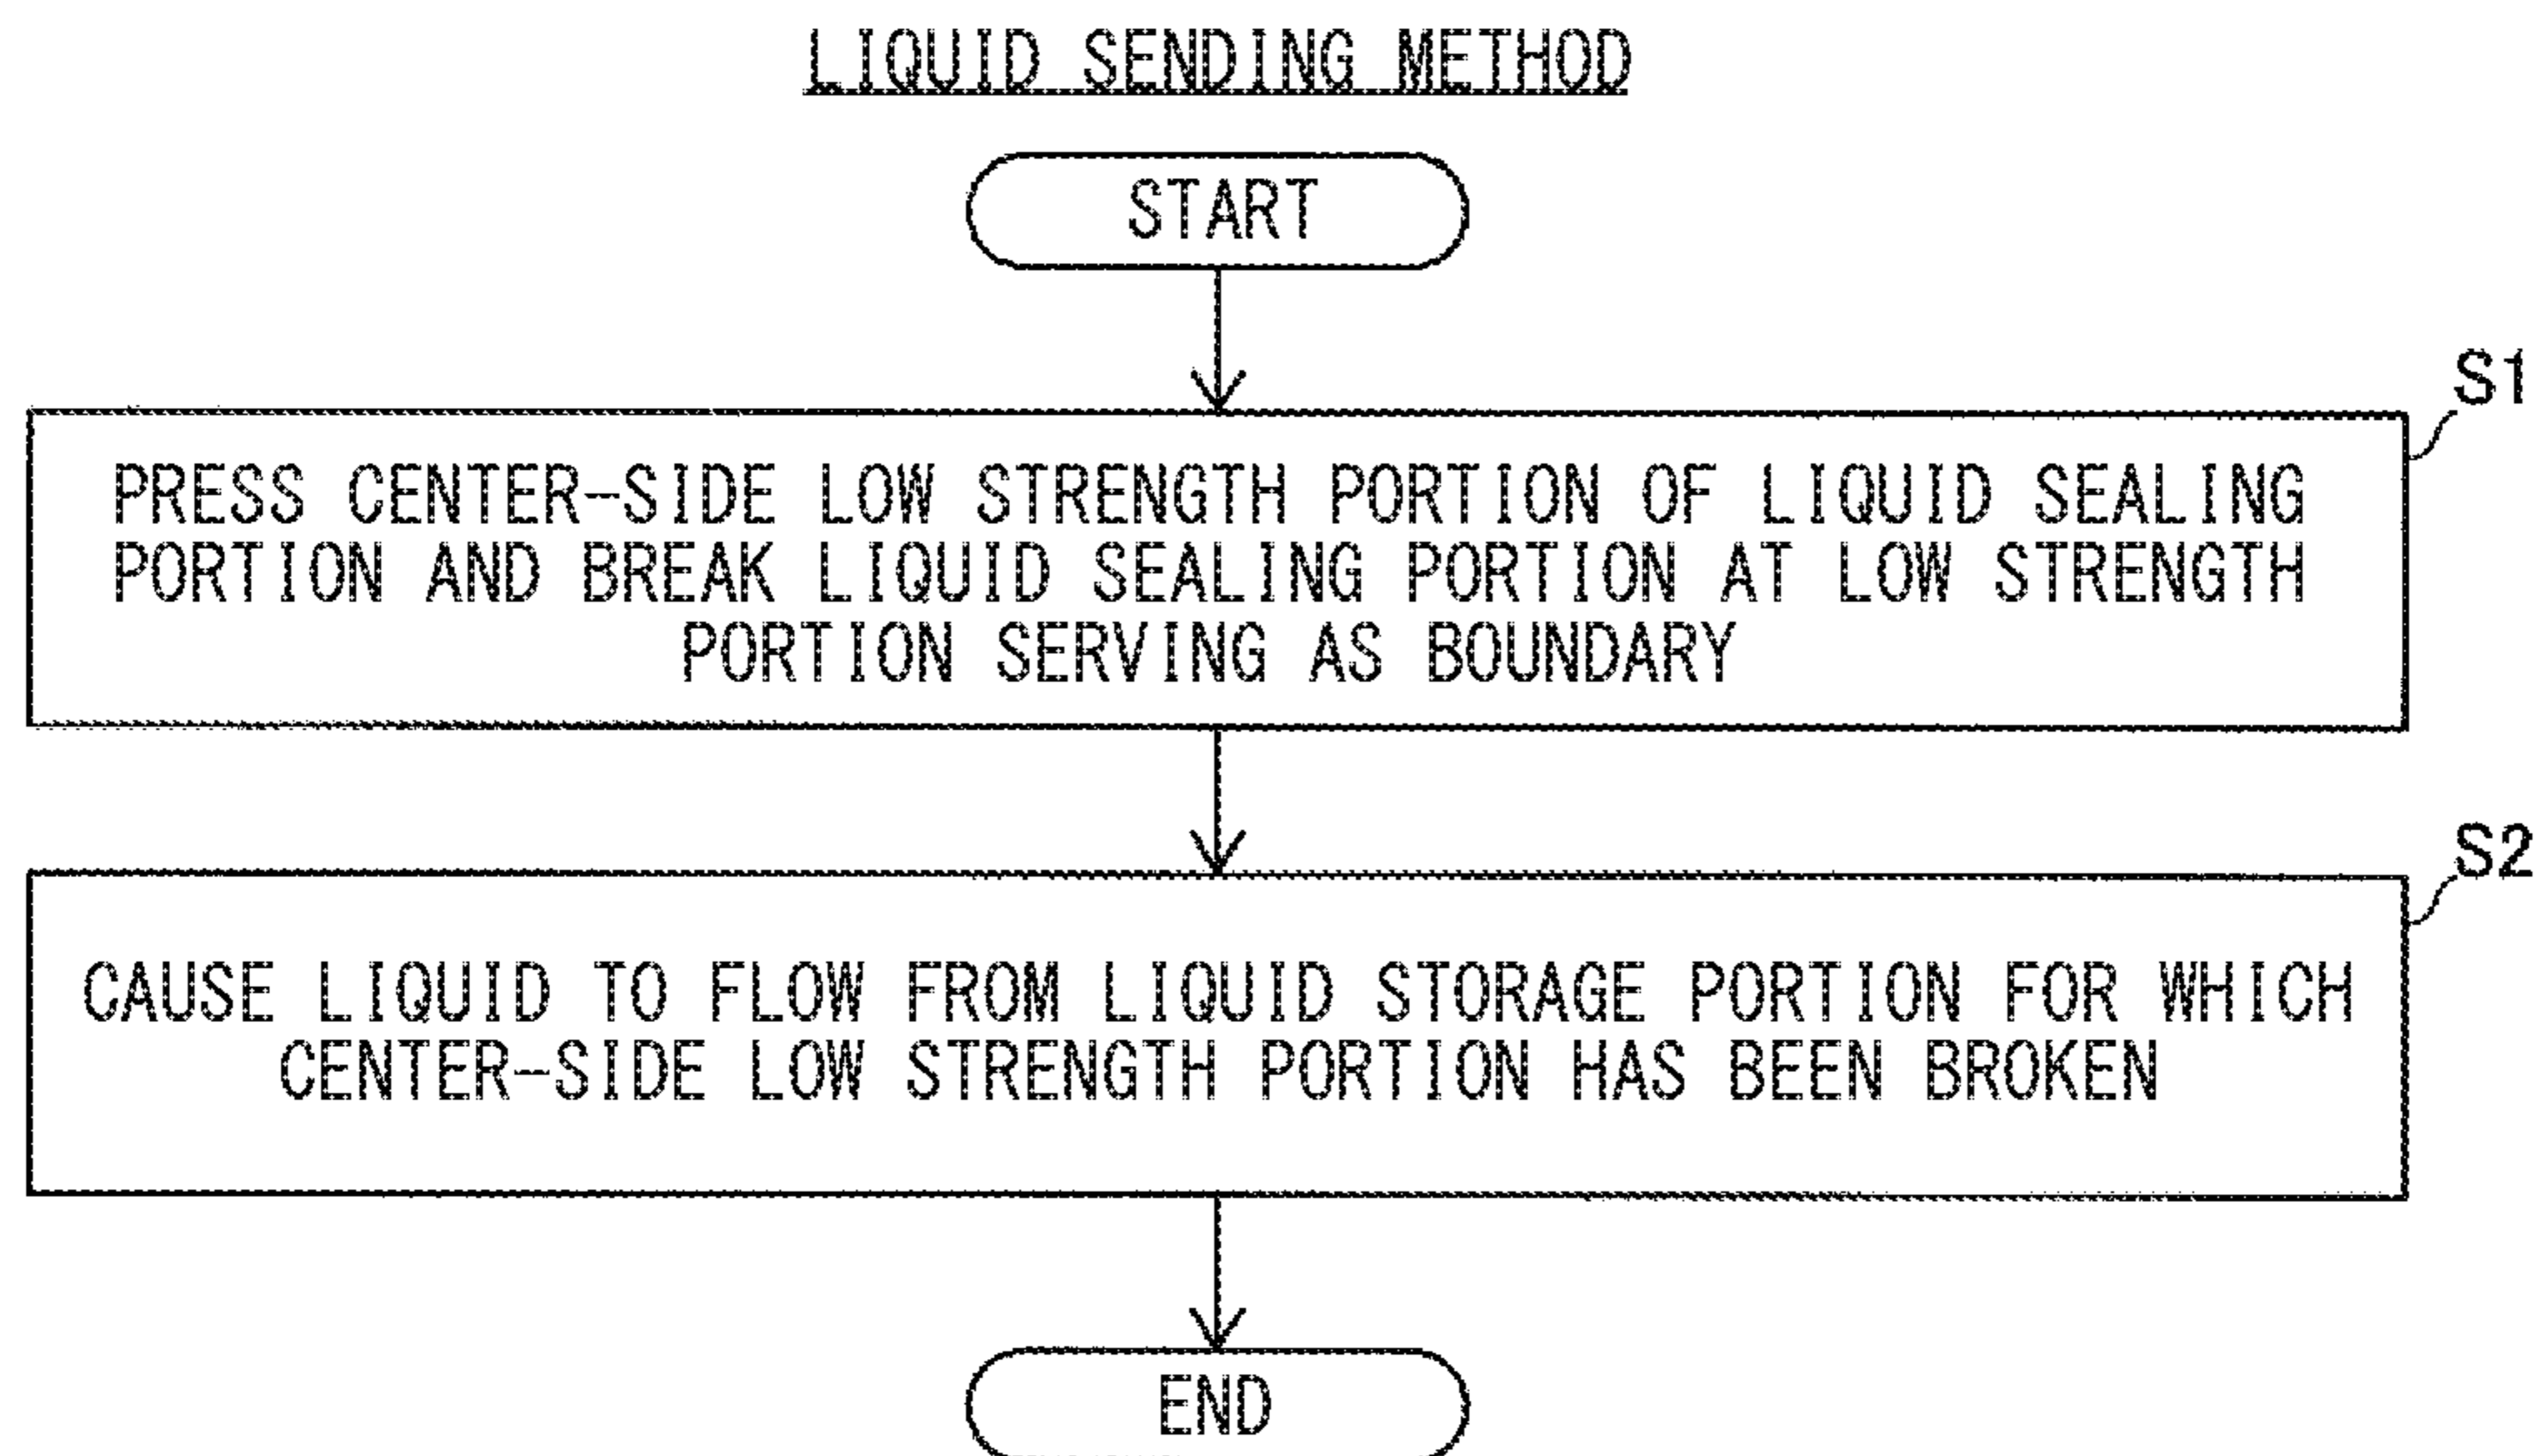 LIQUID SENDING METHOD
START
S1
PRESS CENTER-SIDE LOW STRENGTH PORTION OF LIQUID SEALING
PORTION AND BREAK LIQUID SEALING PORTION AT LOW STRENGTH
PORTION SERVING AS BOUNDARY
S2
CAUSE LIQUID TO FLOW FROM LIQUID STORAGE PORTION FOR WHICH
CENTER-SIDE LOW STRENGTH PORTION HAS BEEN BROKEN
END